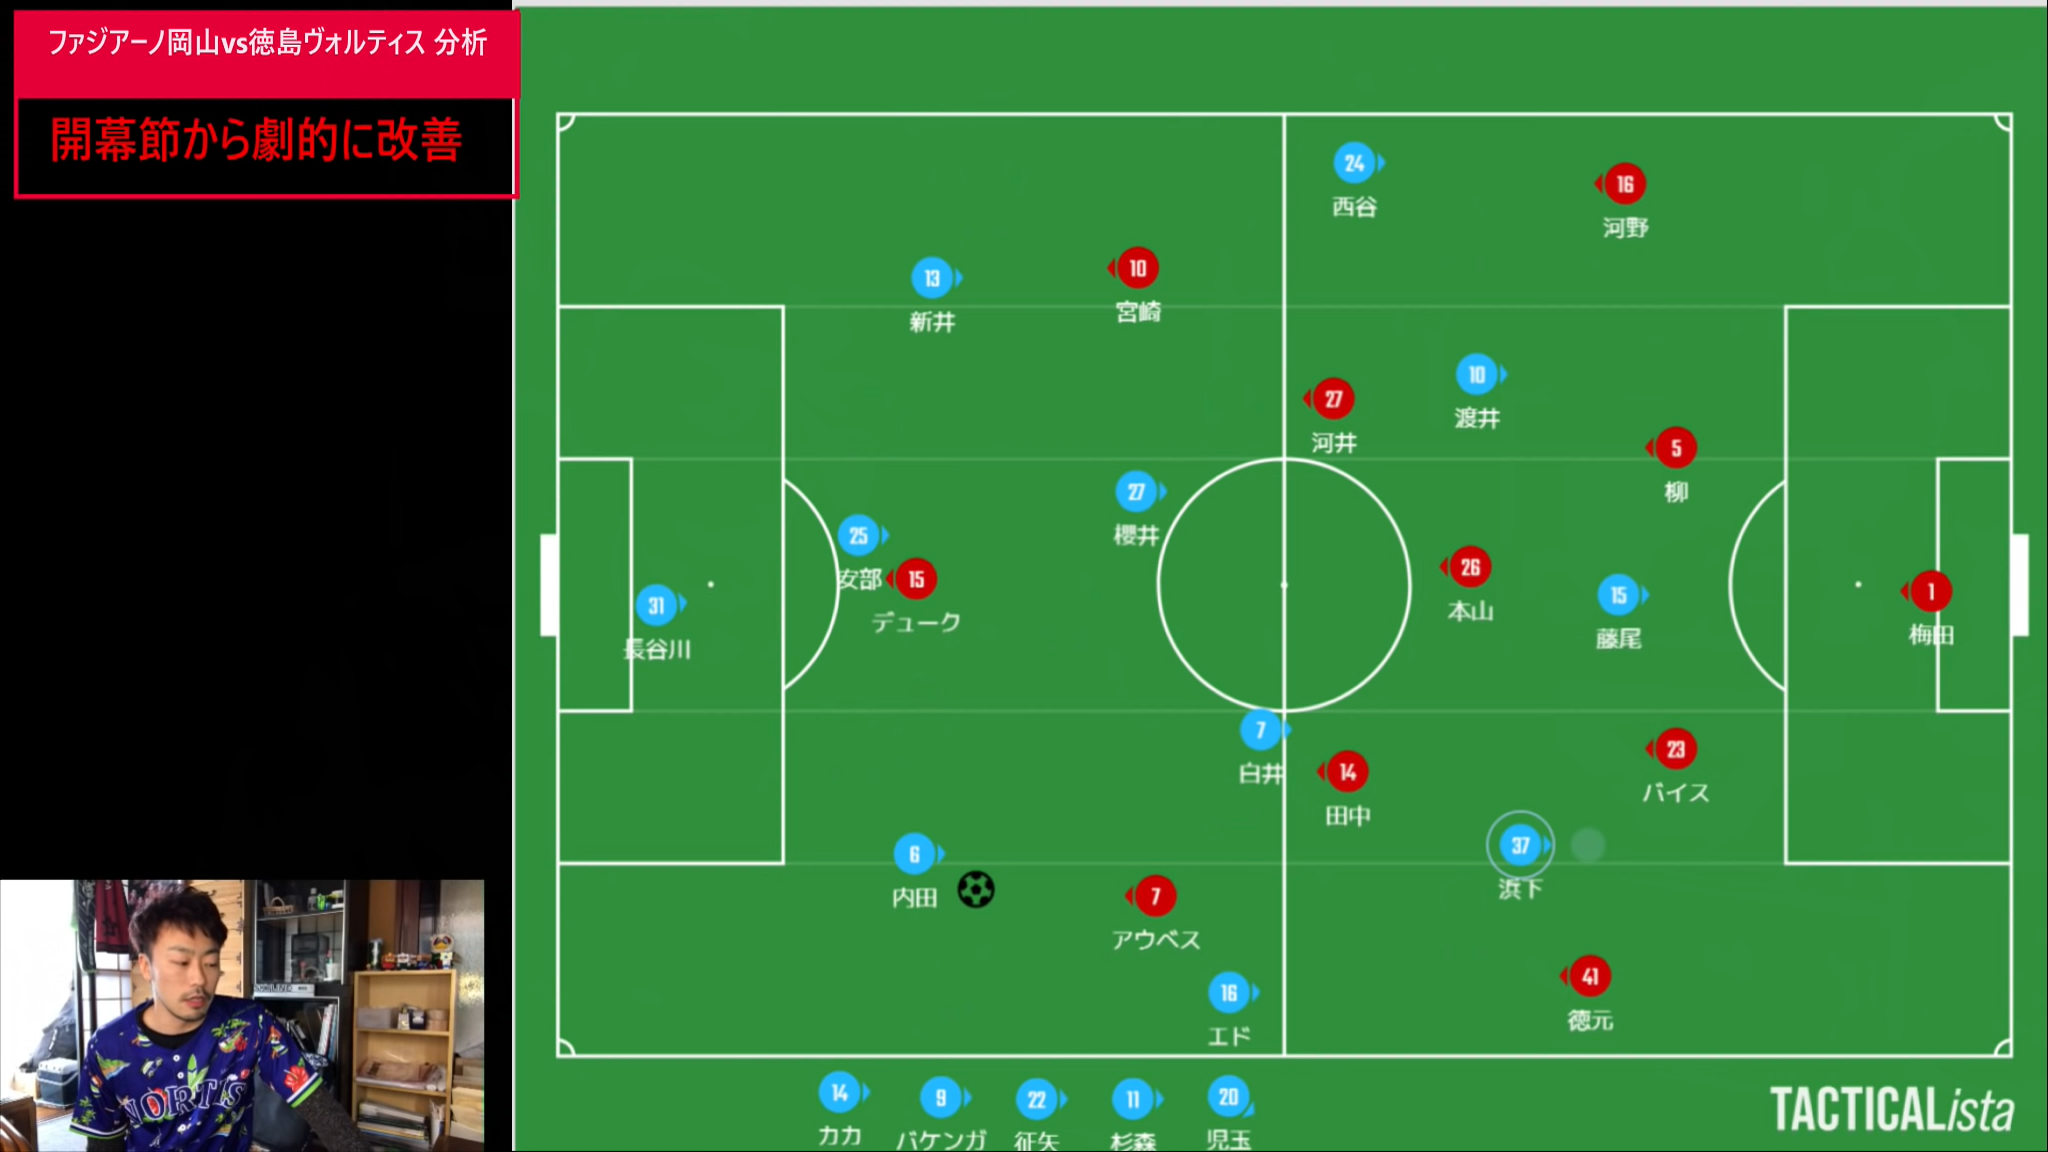 ファジアーノ岡山vs徳島ヴォルティス 分析
開幕節から劇的に改善
24
西谷
16
河野
13
新井
10
宮崎
27
河井
10
渡井
5
柳
27
櫻井
25
安部
15
デューク
31
長谷川
26
本山
15
藤尾
1
梅田
7
白井
14
田中
23
バイス
6
内田
7
アウベス
37
浜下
16
エド
41
徳元
14
カカ
9
バケンガ
22
征矢
11
杉森
20
児玉
TACTICALista
VORTIS